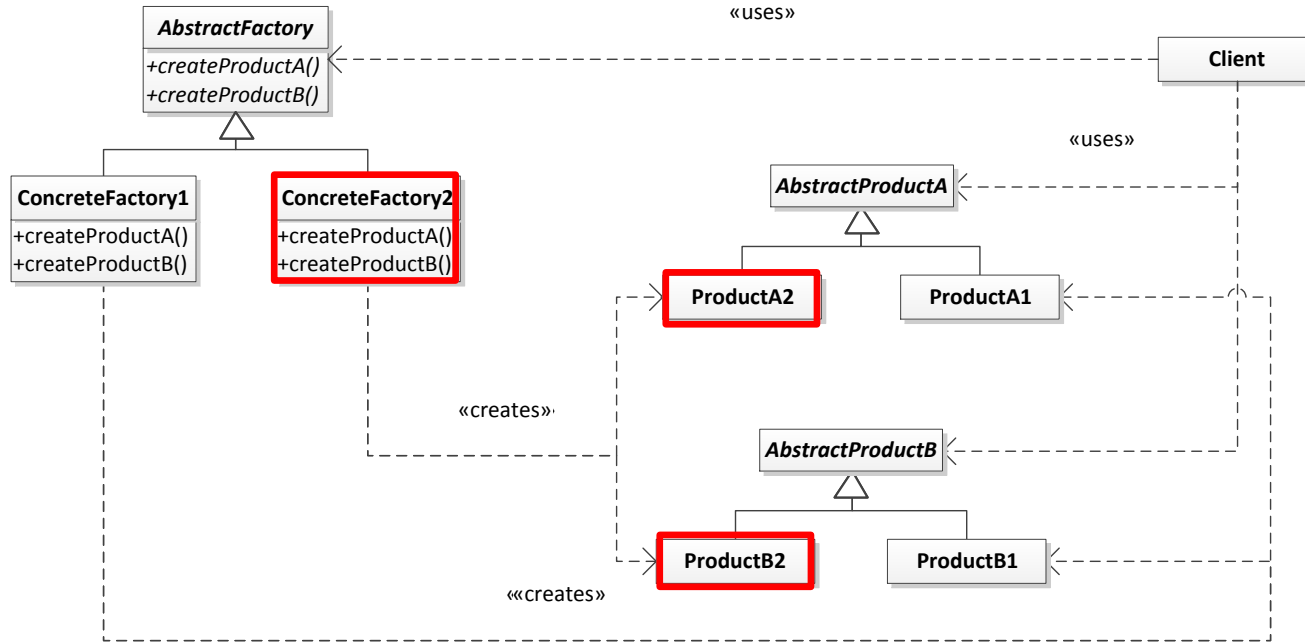 «uses»
AbstractFactory
+createProductA()
+createProductB()
Client
«uses»
ConcreteFactory1
+createProductA()
+createProductB()
ConcreteFactory2
+createProductA()
+createProductB()
AbstractProductA
ProductA2
ProductA1
«creates»
AbstractProductB
ProductB2
ProductB1
««creates»